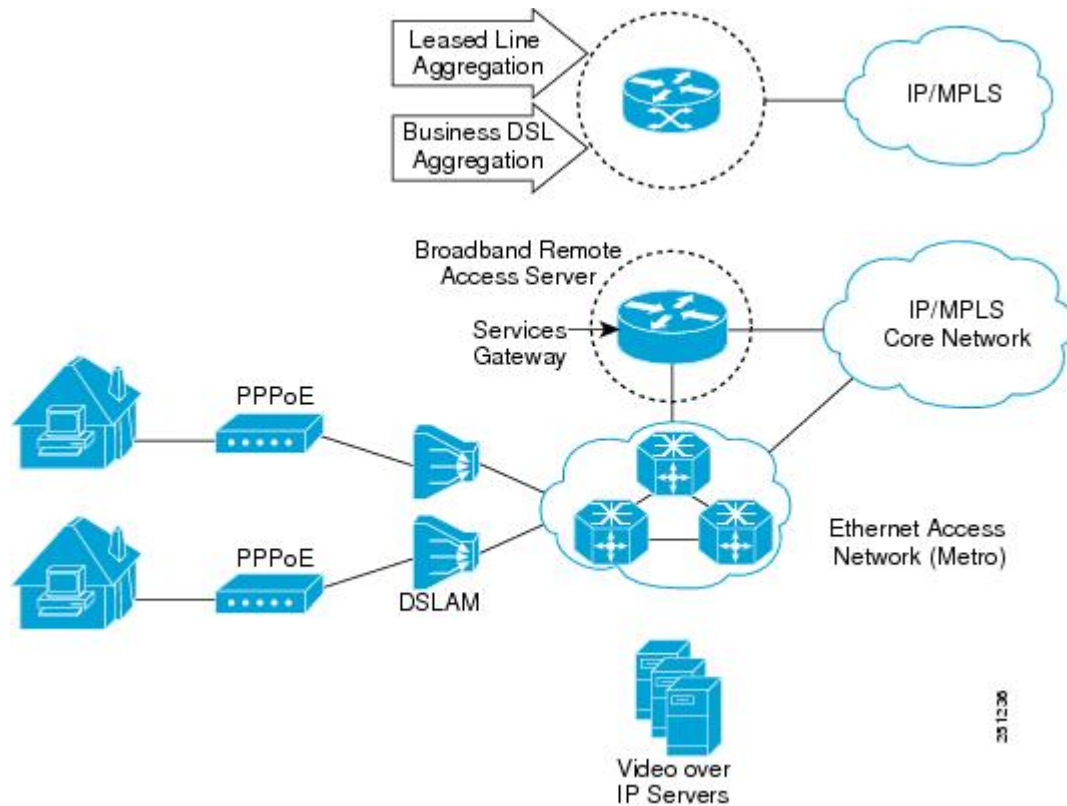 Leased Line
Aggregation
IP/MPLS
Business DSL
Aggregation
Broadband Remote
Access Server
IP/MPLS
Core Network
Services
Gateway
PPPoE
Ethernet Access
Network (Metro)
PPPoE
DSLAM
Video over
IP Servers
281236